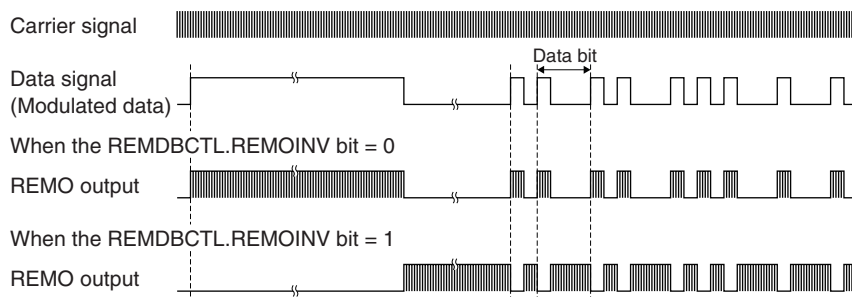 Carrier signal
Data bit
Data signal
(Modulated data)
When the REMDBCTL.REMOINV bit = 0
REMO output
When the REMDBCTL.REMOINV bit = 1
REMO output